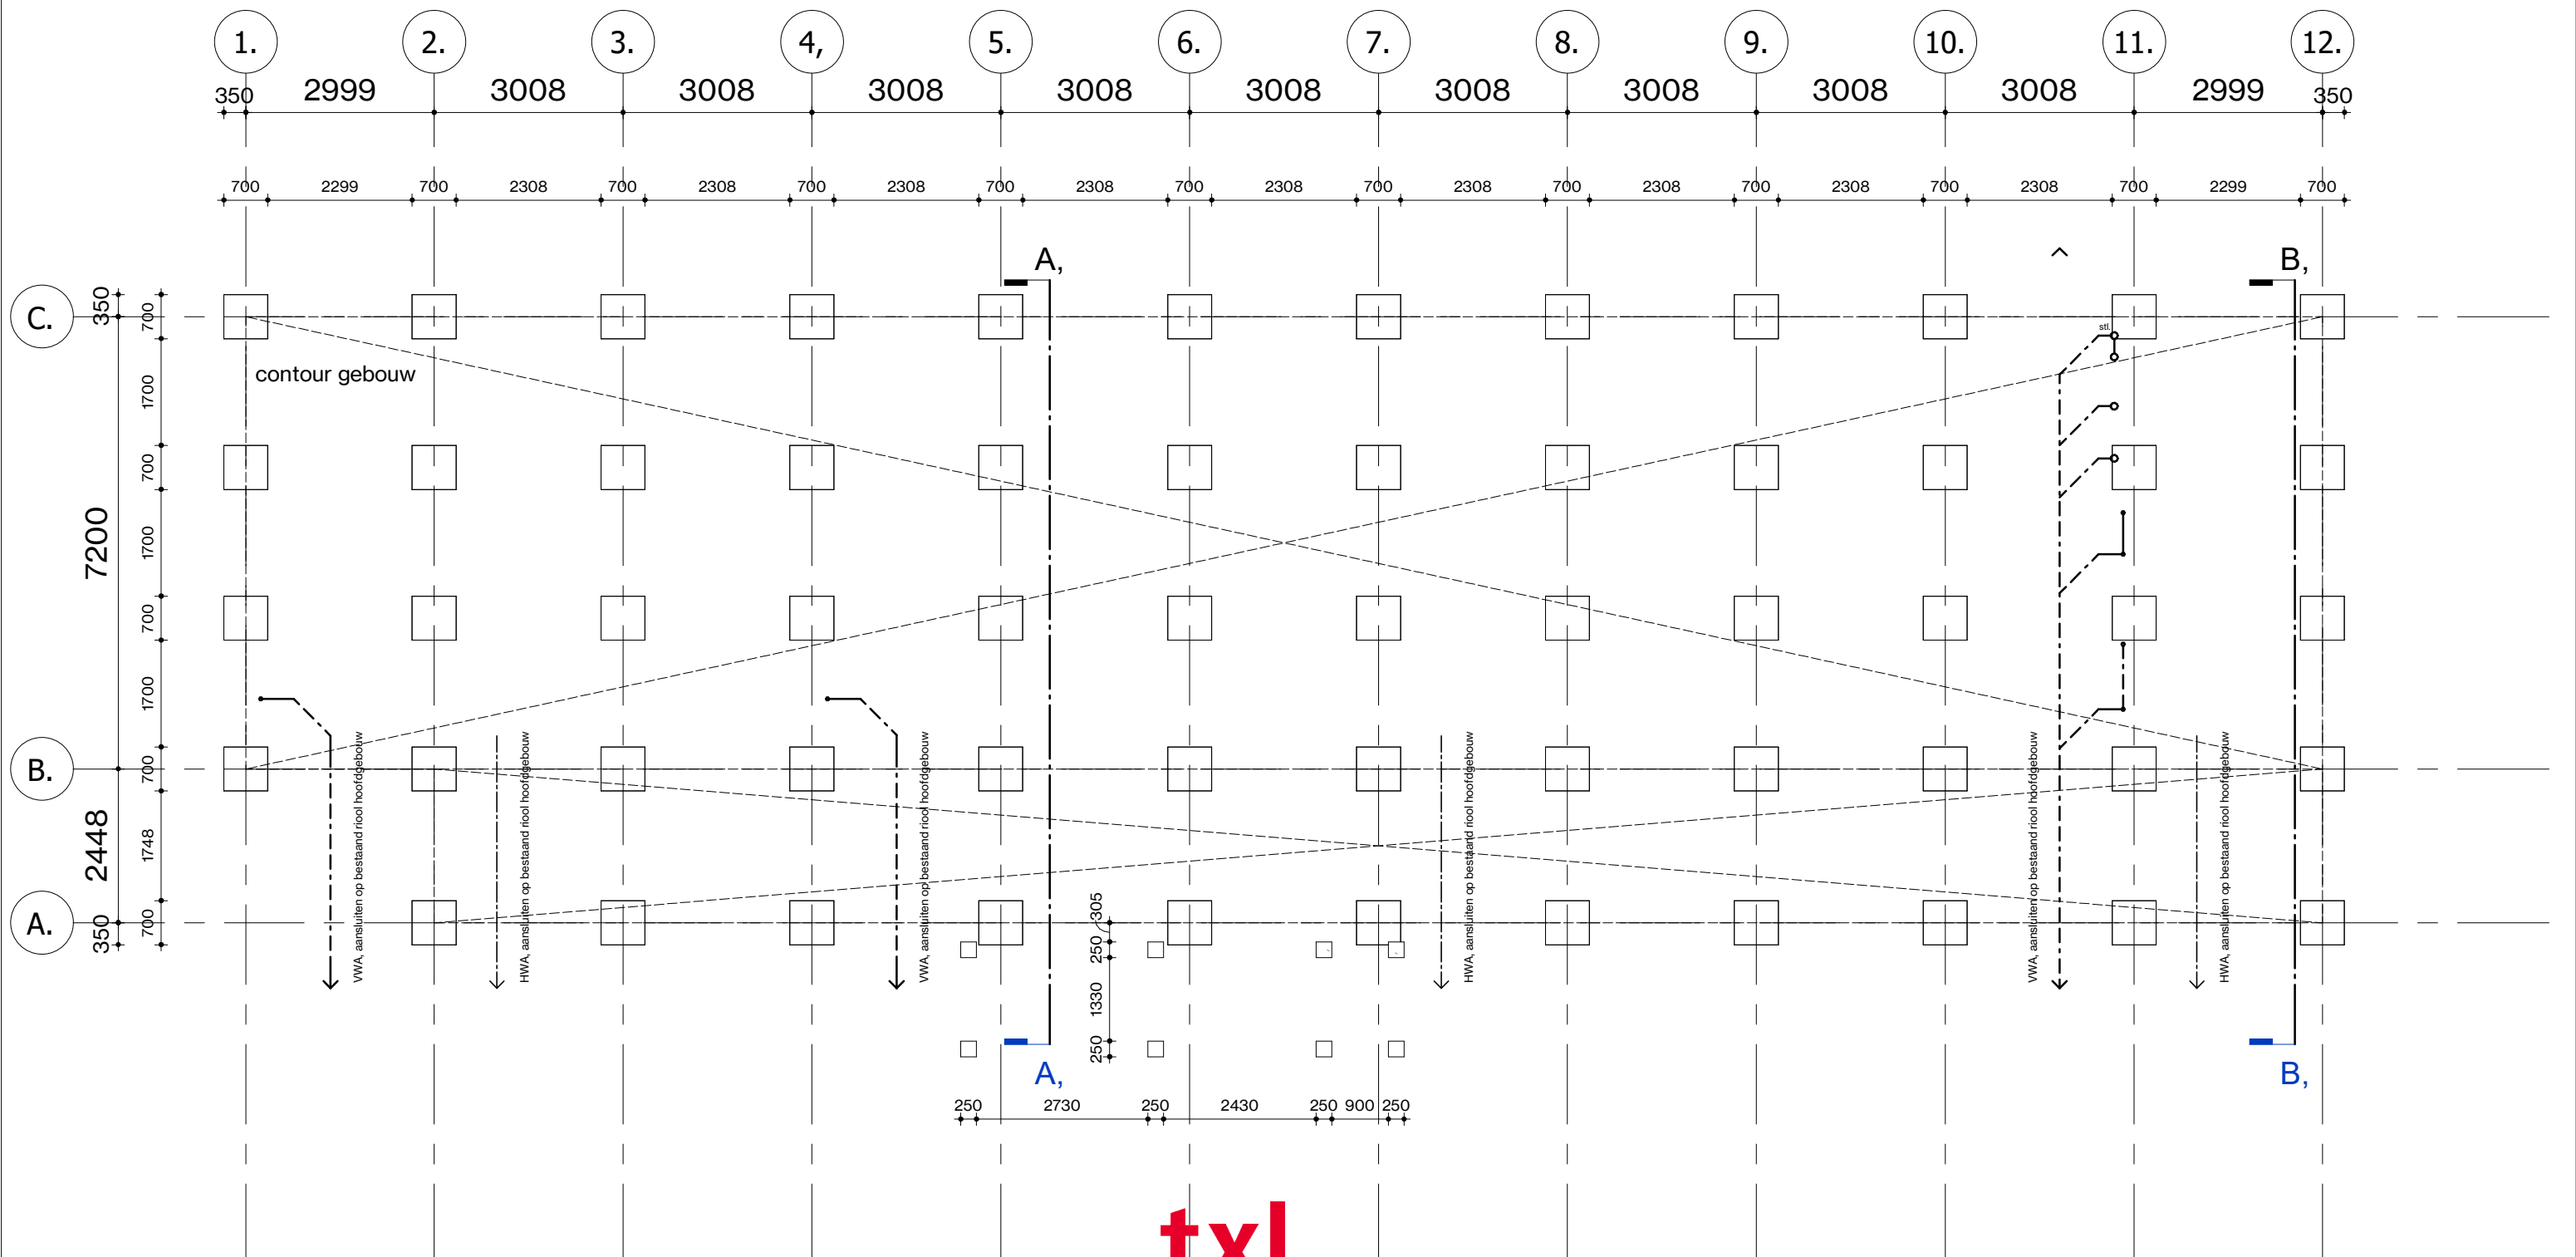 1. 2. 3. 4, 5. 6. 7. 8. 9. 10. 11. 12.
350 2999 3008 3008 3008 3008 3008 3008 3008 3008 3008 2999 350
700 2299 700 2308 700 2308 700 2308 700 2308 700 2308 700 2308 700 2308 700 2308 700 2308 700 2299 700
A, B,
C.
350
700
stl.
contour gebouw
1700
700
7200
1700
700
1700
B.
700
VWA, aansluiten op bestaand riool hoofdgebouw
HWA, aansluiten op bestaand riool hoofdgebouw
VWA, aansluiten op bestaand riool hoofdgebouw
HWA, aansluiten op bestaand riool hoofdgebouw
VWA, aansluiten op bestaand riool hoofdgebouw
HWA, aansluiten op bestaand riool hoofdgebouw
2448
1748
A.
350
700
305
250
1330
250
A, B,
250 2730 250 2430 250 900 250
txl